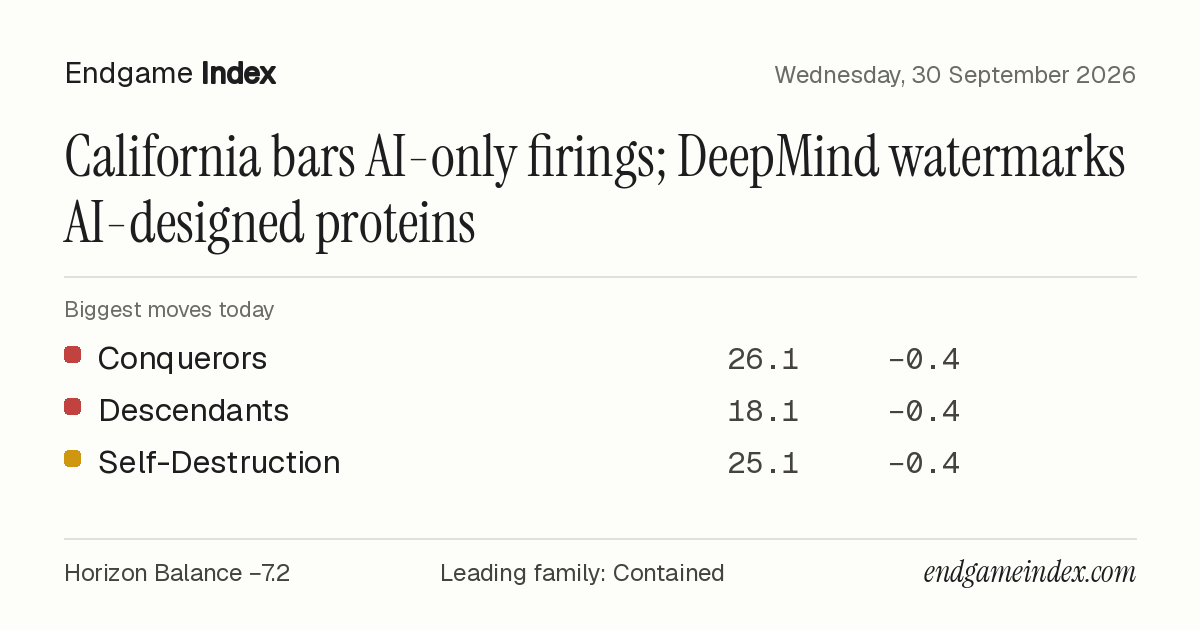 Endgame Index
Wednesday, 30 September 2026
California bars AI-only firings; DeepMind watermarks
AI-designed proteins
Biggest moves today
Conquerors 26.1 −0.4
Descendants 18.1 −0.4
Self-Destruction 25.1 −0.4
Horizon Balance −7.2 Leading family: Contained endgameindex.com